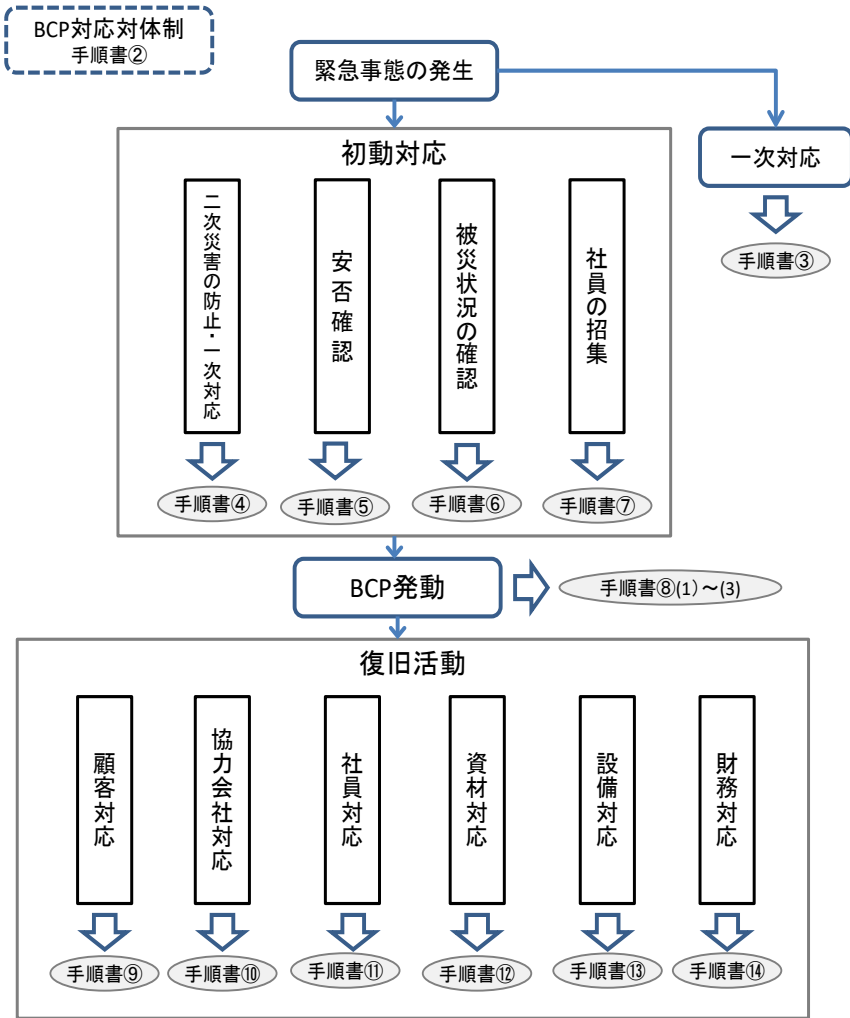 BCP対応対体制
手順書②
緊急事態の発生
初動対応
一次対応
手順書③
二次災害の防止・一次対応
安否確認
被災状況の確認
社員の招集
手順書④
手順書⑤
手順書⑥
手順書⑦
BCP発動
手順書⑧(1)～(3)
復旧活動
顧客対応
協力会社対応
社員対応
資材対応
設備対応
財務対応
手順書⑨
手順書⑩
手順書⑪
手順書⑫
手順書⑬
手順書⑭